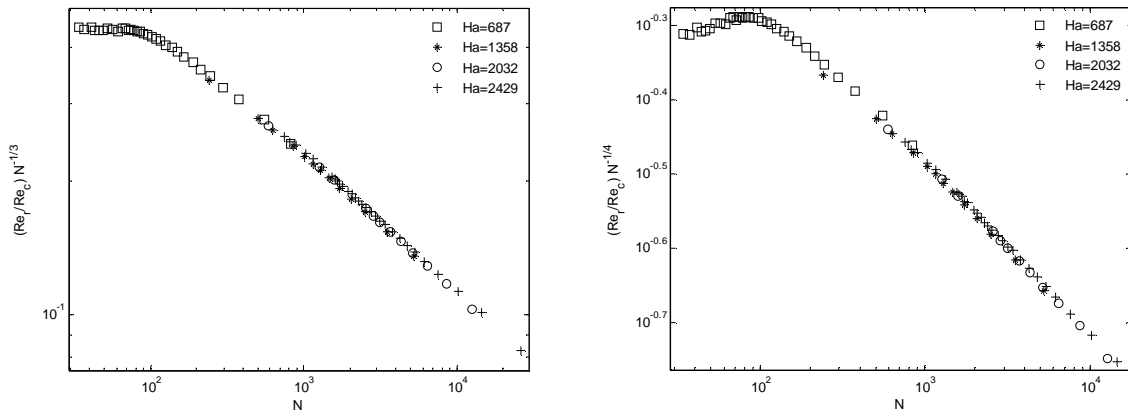 Ha=687
Ha=1358
Ha=2032
Ha=2429
(Re_r/Re_c) N^{-1/3}
10^{-1}
10^2
10^3
10^4
N
10^{-0.3}
10^{-0.4}
10^{-0.5}
10^{-0.6}
10^{-0.7}
(Re_r/Re_c) N^{-1/4}
Ha=687
Ha=1358
Ha=2032
Ha=2429
10^2
10^3
10^4
N